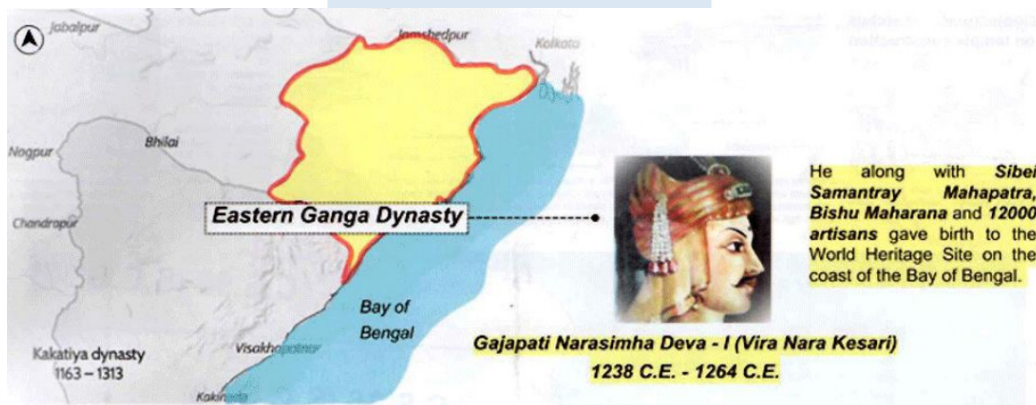 Jabalpur
Jamshedpur
Kolkata
Bhilai
Nagpur
Chandrapur
Eastern Ganga Dynasty
He along with Sibei
Samantray Mahapatra,
Bishu Maharana and 12000
artisans gave birth to the
World Heritage Site on the
coast of the Bay of Bengal.
Bay of
Bengal
Gajapati Narasimha Deva - I (Vira Nara Kesari)
1238 C.E. - 1264 C.E.
Kakatiya dynasty
1163 – 1313
Visakhapatnam
Kakinada